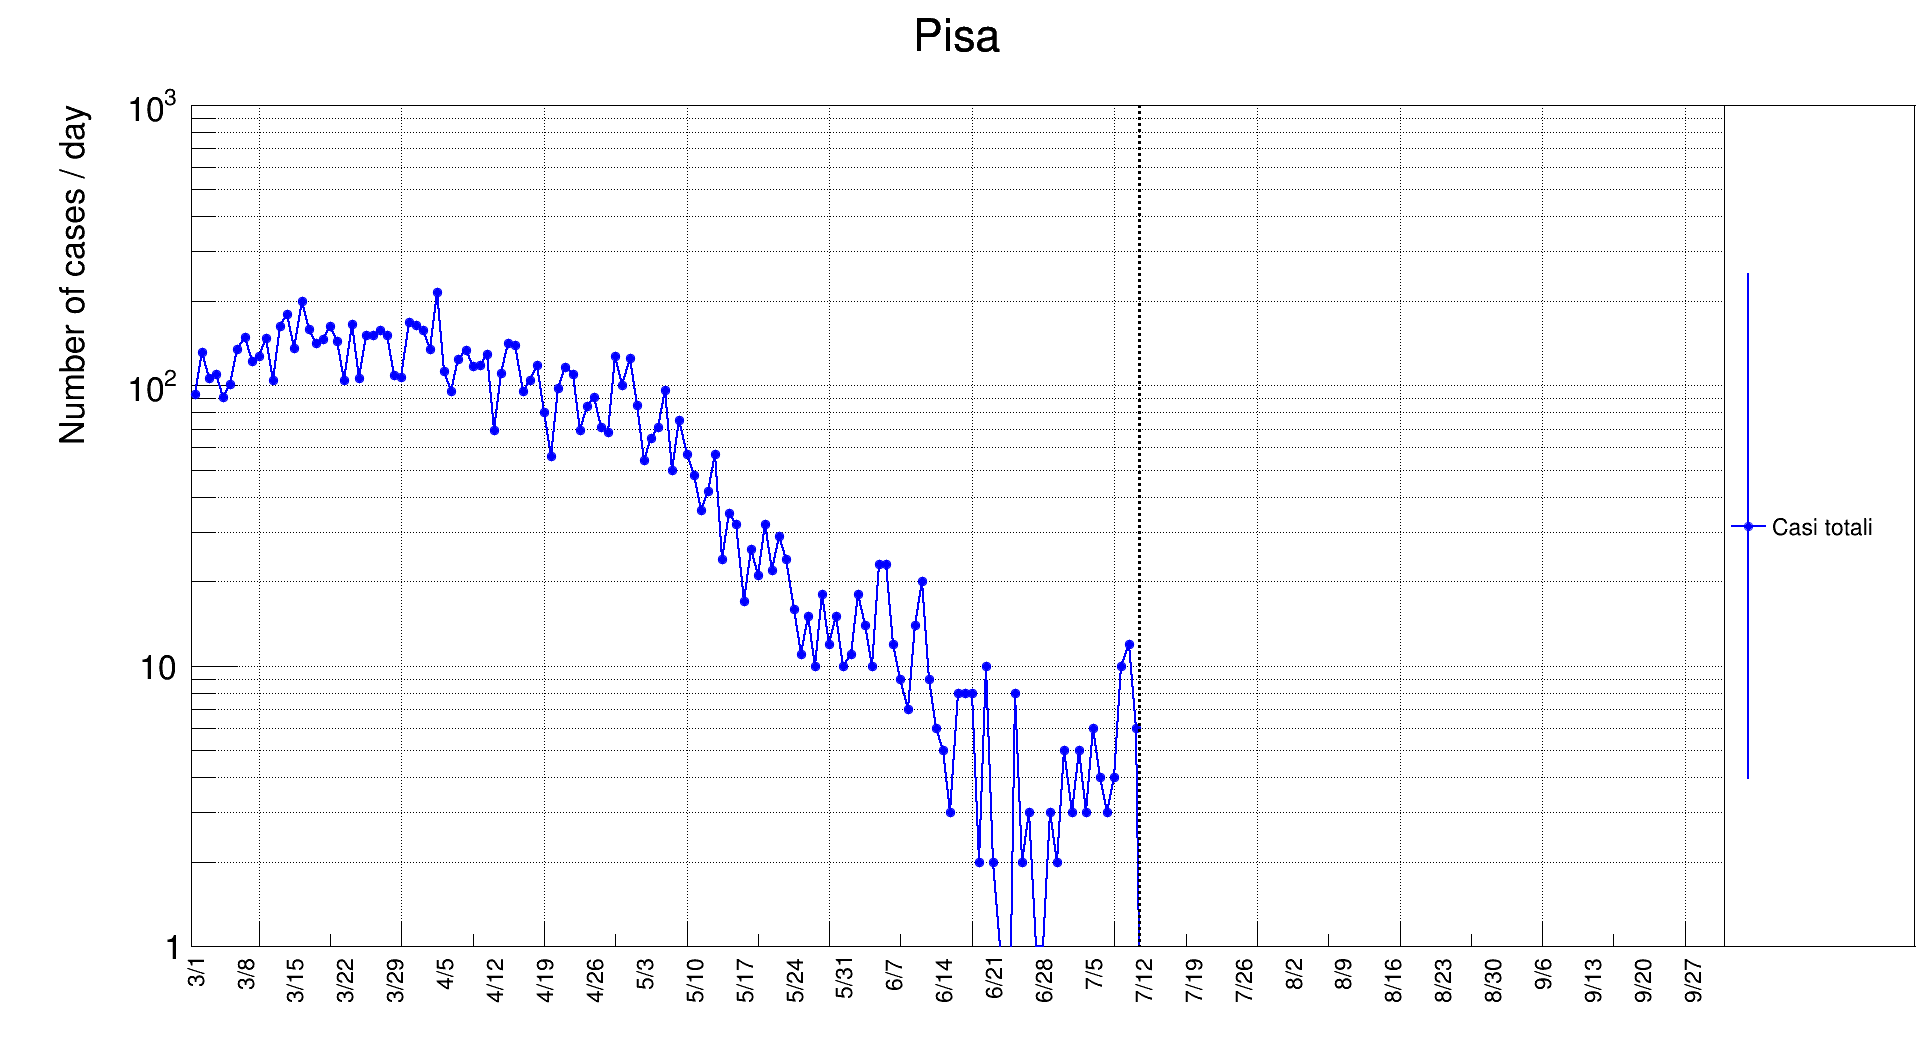 Pisa
Number of cases / day
10³
10²
10
1
3/1 3/8 3/15 3/22 3/29 4/5 4/12 4/19 4/26 5/3 5/10 5/17 5/24 5/31 6/7 6/14 6/21 6/28 7/5 7/12 7/19 7/26 8/2 8/9 8/16 8/23 8/30 9/6 9/13 9/20 9/27
Casi totali